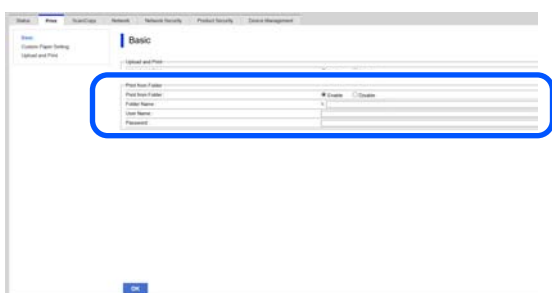 Status Print Scan/Copy Network Network Security Product Security Device Management
Basic
Basic
Custom Paper Setting
Upload and Print
Upload and Print
Print from Folder
Print from Folder : Enable Disable
Folder Name :
User Name :
Password :
OK